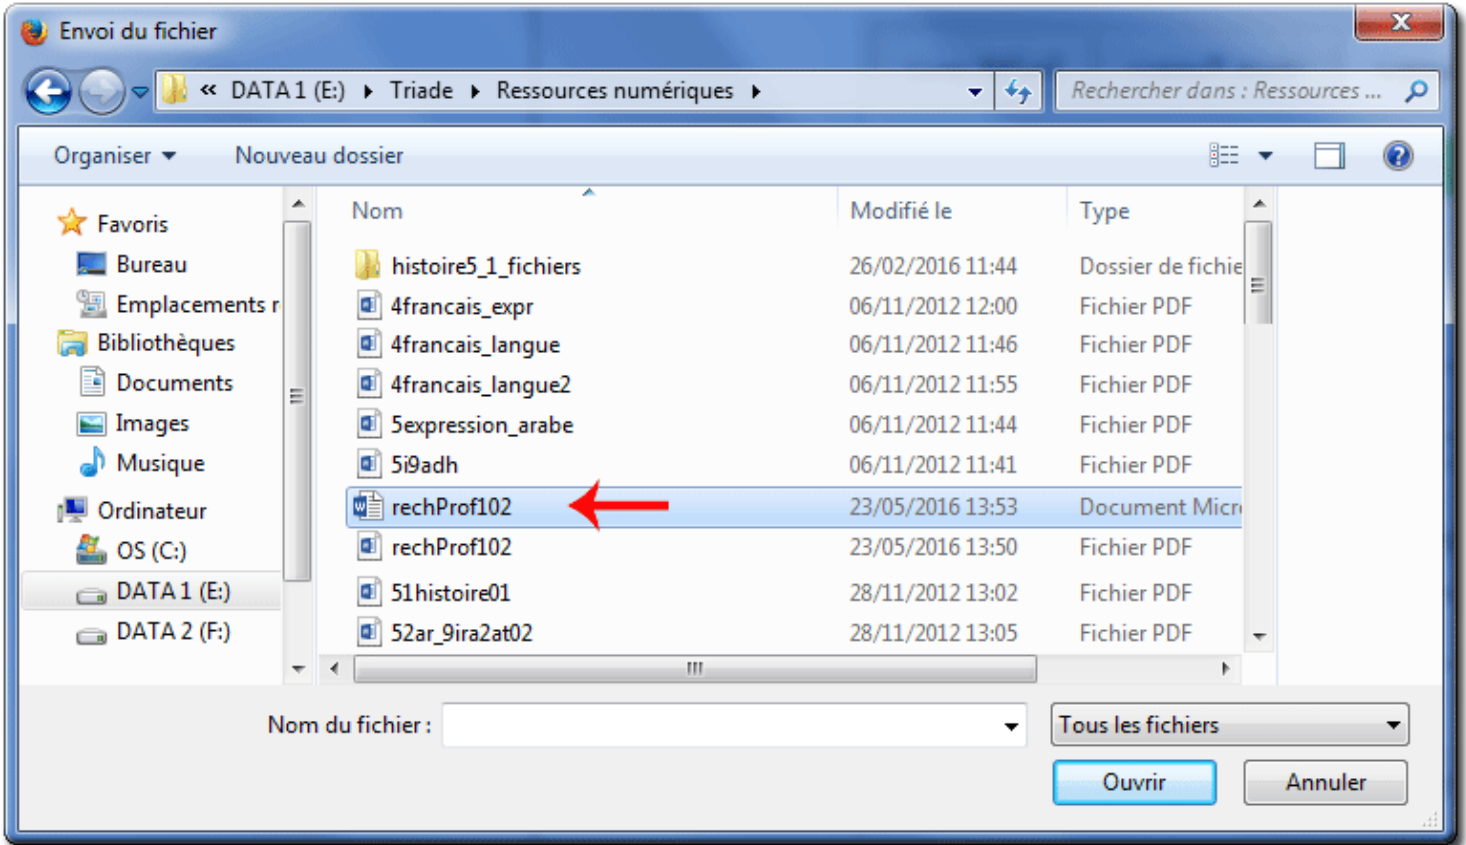 Envoi du fichier
« DATA 1 (E:) Triade Ressources numériques
Rechercher dans : Ressources ...
Organiser Nouveau dossier
Favoris
Bureau
Emplacements r
Bibliothèques
Documents
Images
Musique
Ordinateur
OS (C:)
DATA 1 (E:)
DATA 2 (F:)
Nom Modifié le Type
histoire5_1_fichiers 26/02/2016 11:44 Dossier de fichie
4francais_expr 06/11/2012 12:00 Fichier PDF
4francais_langue 06/11/2012 11:46 Fichier PDF
4francais_langue2 06/11/2012 11:55 Fichier PDF
5expression_arabe 06/11/2012 11:44 Fichier PDF
5i9adh 06/11/2012 11:41 Fichier PDF
rechProf102 23/05/2016 13:53 Document Micr
rechProf102 23/05/2016 13:50 Fichier PDF
51histoire01 28/11/2012 13:02 Fichier PDF
52ar_9ira2at02 28/11/2012 13:05 Fichier PDF
Nom du fichier :
Tous les fichiers
Ouvrir Annuler